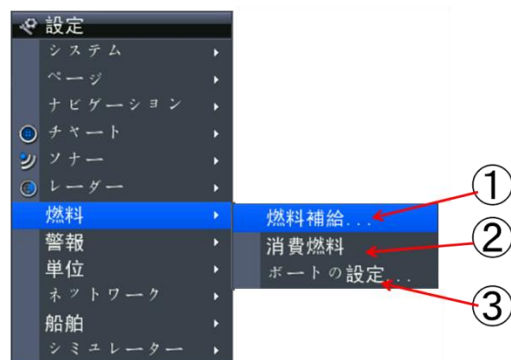 設定
システム
ページ
ナビゲーション
チャート
ソナー
レーダー
燃料
警報
単位
ネットワーク
船舶
シミュレーター
燃料補給...
消費燃料
ボートの設定...
①
②
③